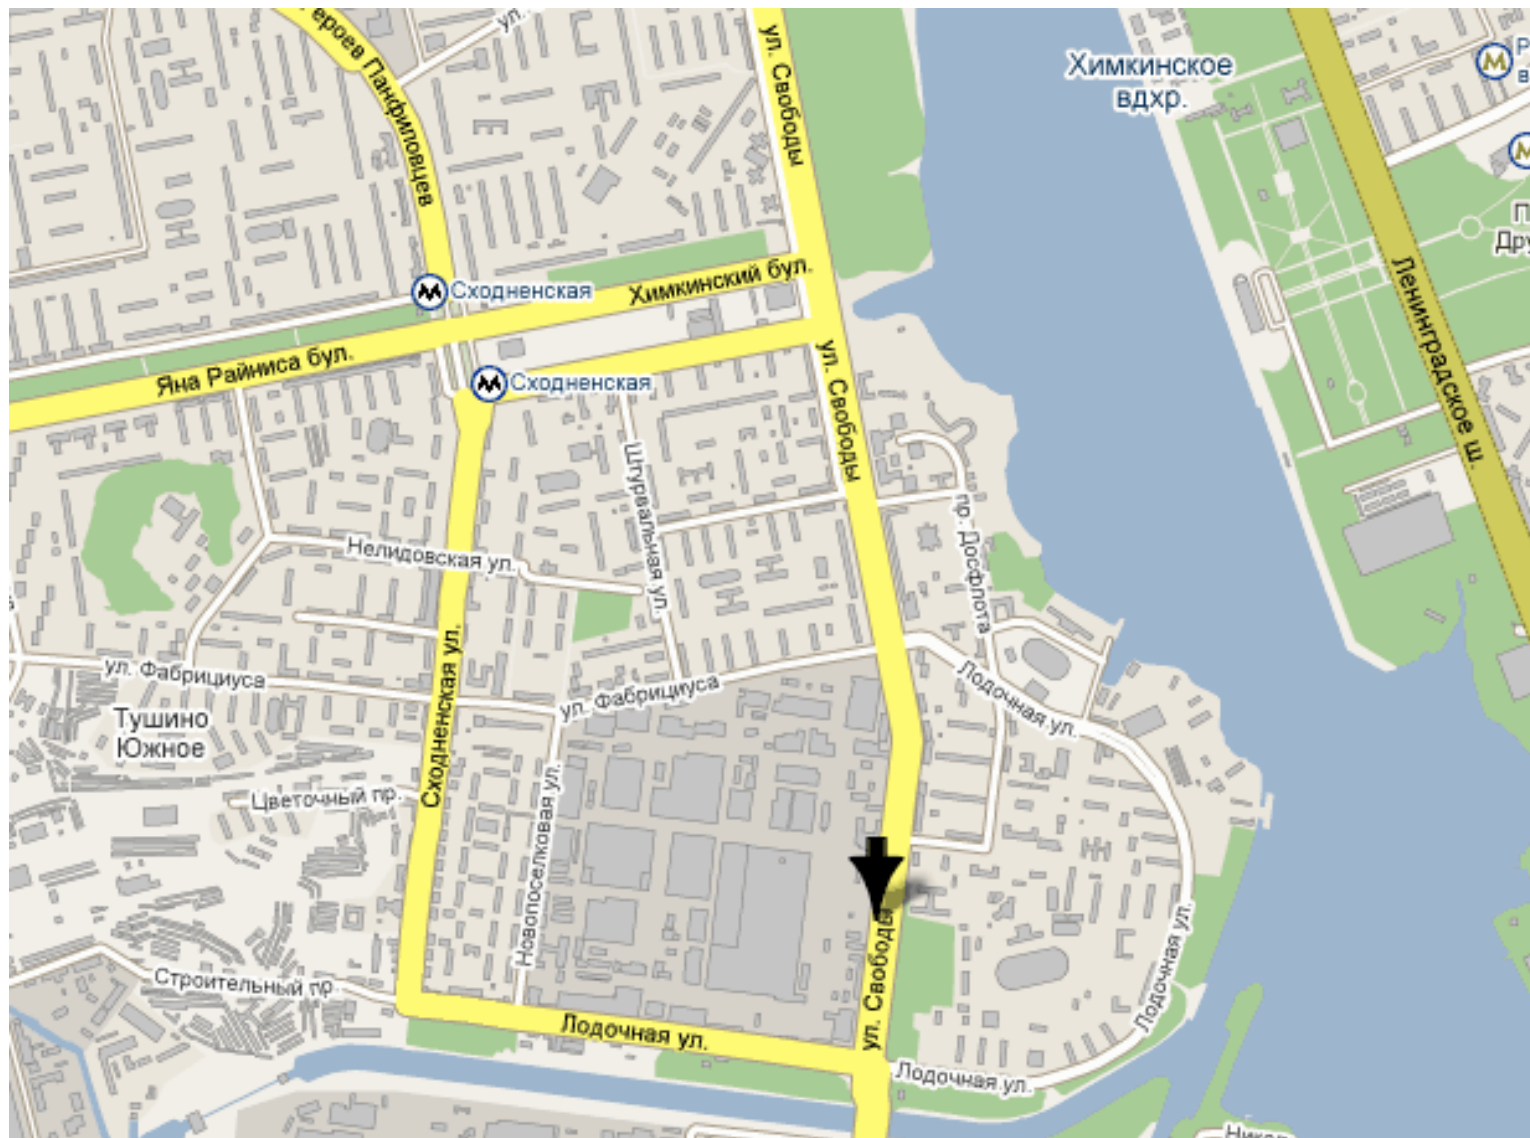 Героев Панфиловцев
ул.
ул. Свободы
Химкинское
вдхр.
Сходненская
Химкинский бул.
Яна Райниса бул.
Сходненская
ул. Свободы
Ленинградское ш.
Штурвальная ул.
Нелидовская ул.
пр. Досфлота
ул. Фабрициуса
ул. Фабрициуса
Лодочная ул.
Тушино
Южное
Сходненская ул.
Цветочный пр.
Новопоселковая ул.
Строительный пр.
ул. Свободы
Лодочная ул.
Лодочная ул.
Лодочная ул.